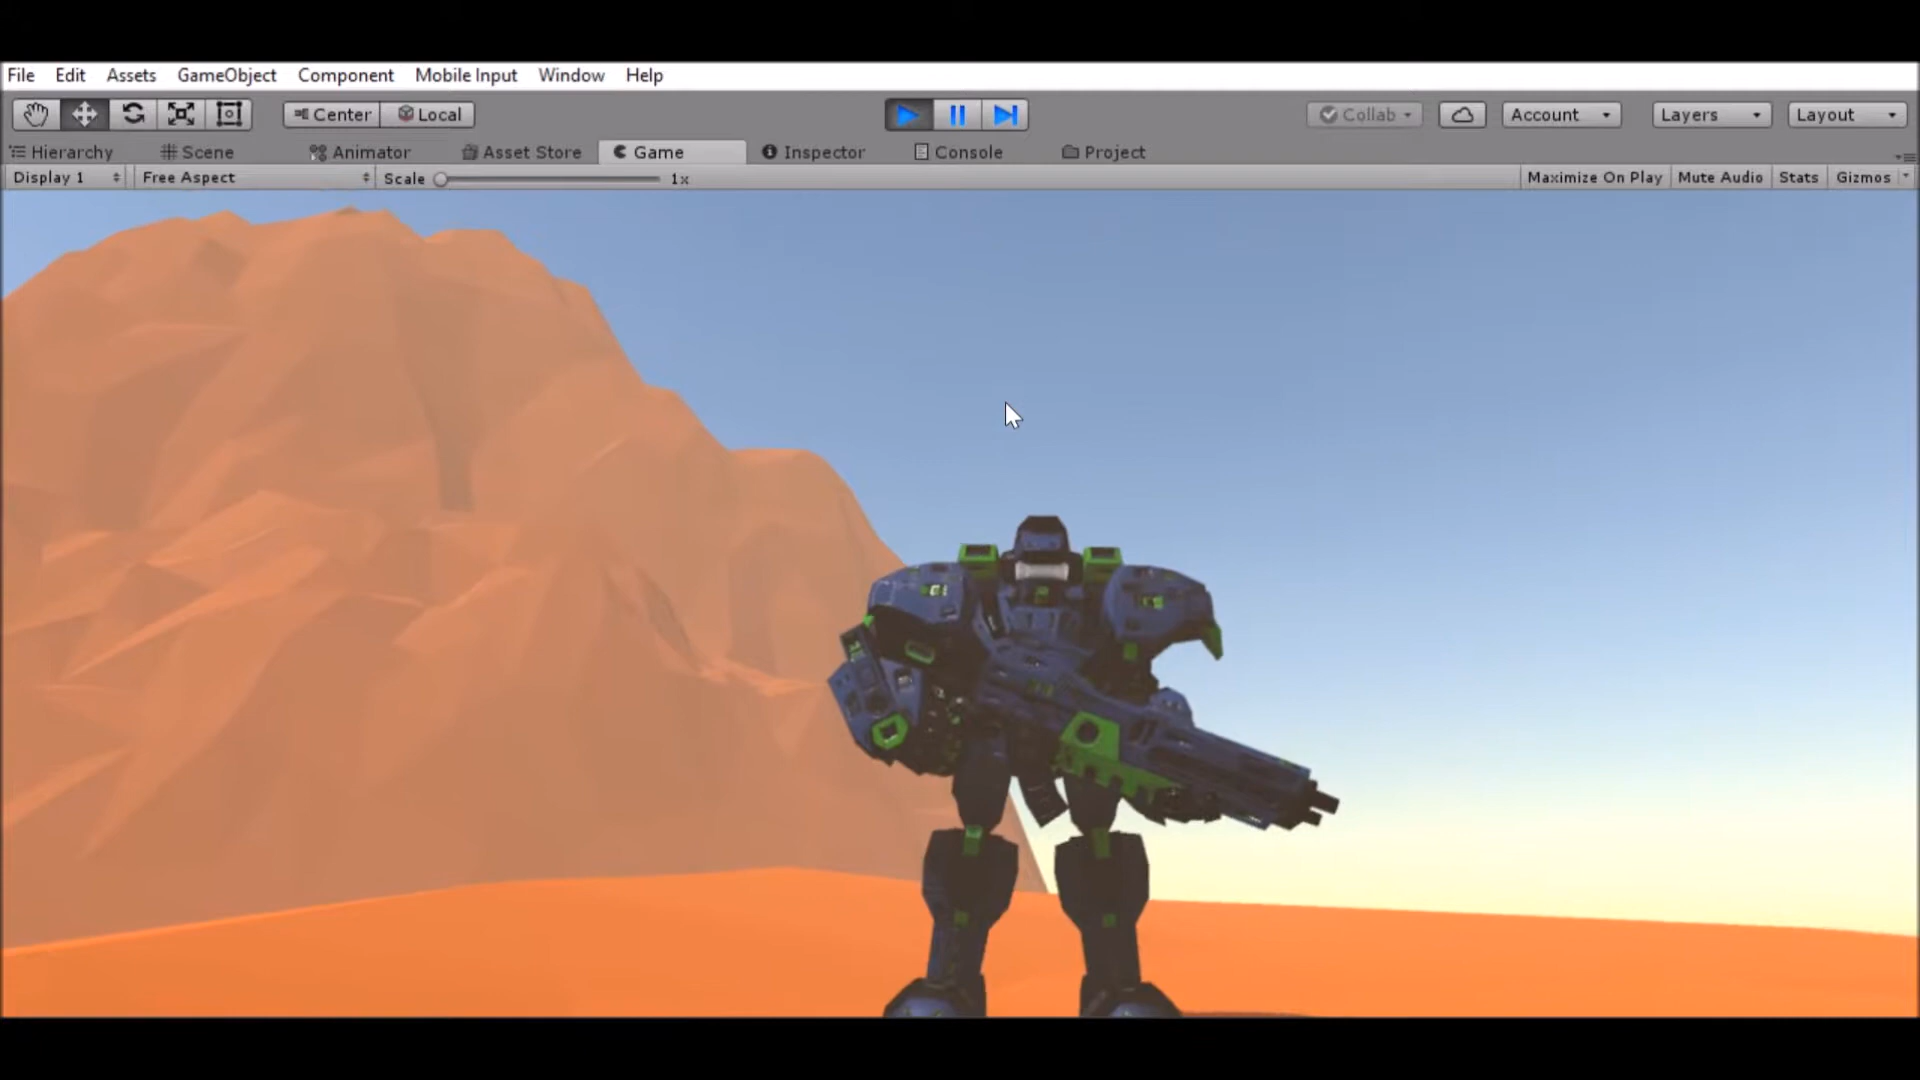 File Edit Assets GameObject Component Mobile Input Window Help
Center Local Collab Account Layers Layout
Hierarchy Scene Animator Asset Store Game Inspector Console Project
Display 1 Free Aspect Scale 1x Maximize On Play Mute Audio Stats Gizmos